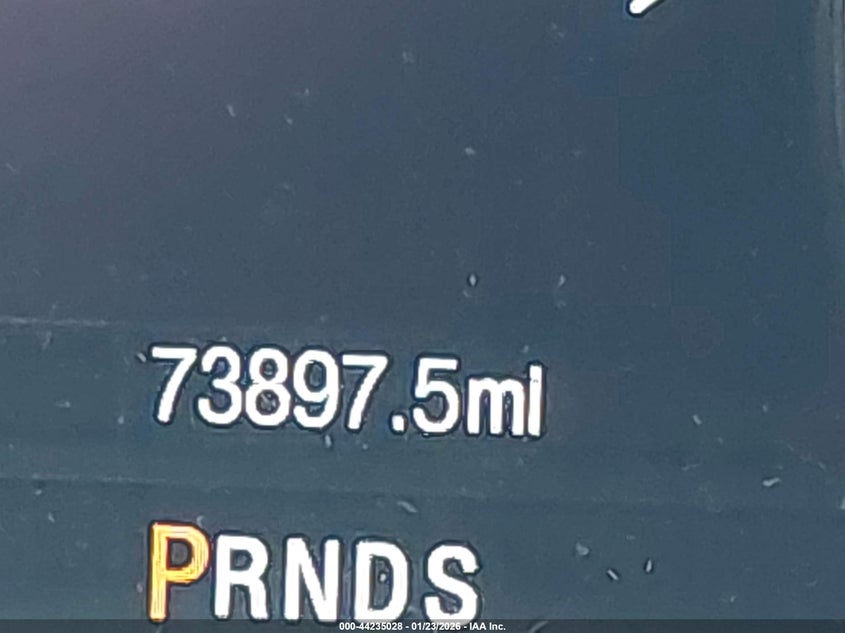 73897.5mi
PRNDS
000-44235028 - 01/23/2026 - IAA Inc.